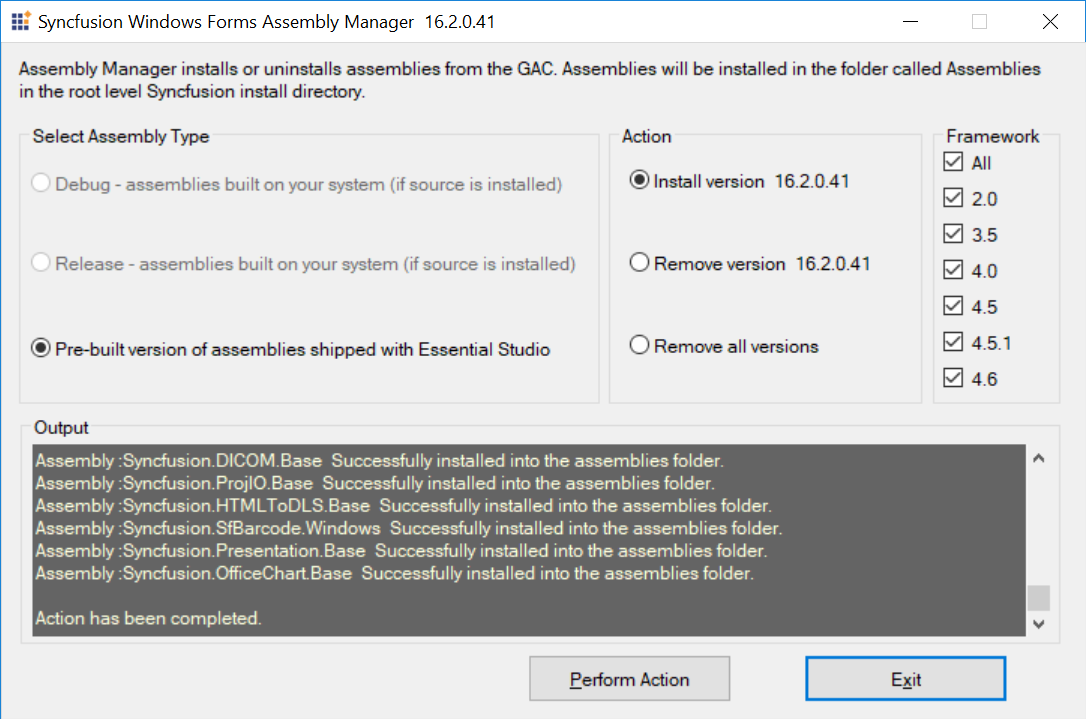 Syncfusion Windows Forms Assembly Manager 16.2.0.41
Assembly Manager installs or uninstalls assemblies from the GAC. Assemblies will be installed in the folder called Assemblies
in the root level Syncfusion install directory.
Select Assembly Type
Debug - assemblies built on your system (if source is installed)
Release - assemblies built on your system (if source is installed)
Pre-built version of assemblies shipped with Essential Studio
Action
Install version 16.2.0.41
Remove version 16.2.0.41
Remove all versions
Framework
All
2.0
3.5
4.0
4.5
4.5.1
4.6
Output
Assembly :Syncfusion.DICOM.Base Successfully installed into the assemblies folder.
Assembly :Syncfusion.ProjIO.Base Successfully installed into the assemblies folder.
Assembly :Syncfusion.HTMLToDLS.Base Successfully installed into the assemblies folder.
Assembly :Syncfusion.SfBarcode.Windows Successfully installed into the assemblies folder.
Assembly :Syncfusion.Presentation.Base Successfully installed into the assemblies folder.
Assembly :Syncfusion.OfficeChart.Base Successfully installed into the assemblies folder.
Action has been completed.
Perform Action
Exit